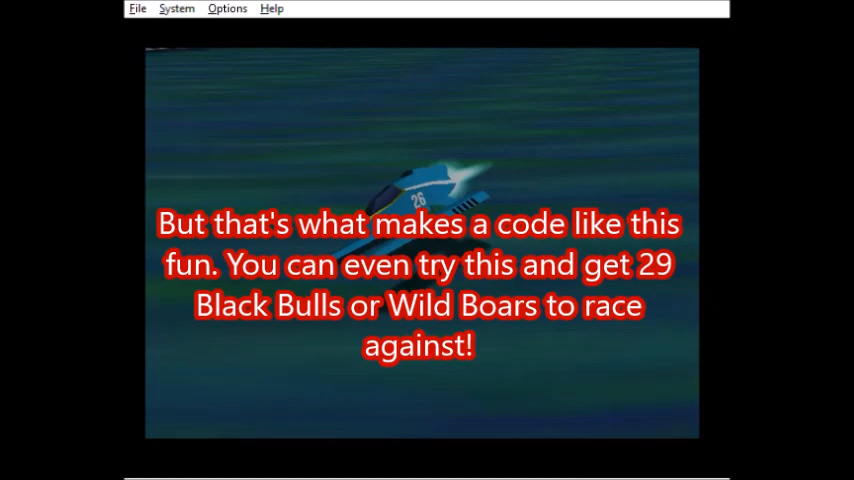 File System Options Help
26
But that's what makes a code like this
fun. You can even try this and get 29
Black Bulls or Wild Boars to race
against!